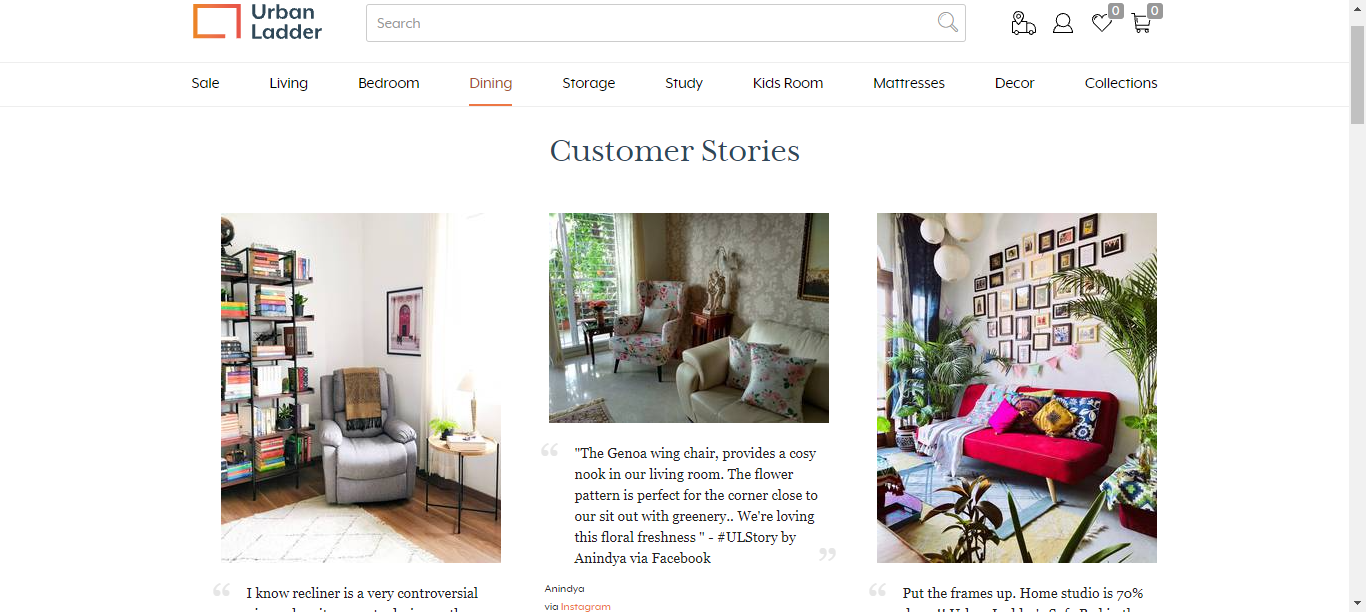 Urban
Ladder
Search
0
0
Sale
Living
Bedroom
Dining
Storage
Study
Kids Room
Mattresses
Decor
Collections
Customer Stories
"The Genoa wing chair, provides a cosy
nook in our living room. The flower
pattern is perfect for the corner close to
our sit out with greenery.. We're loving
this floral freshness " - #ULStory by
Anindya via Facebook
Anindya
via Instagram
I know recliner is a very controversial
Put the frames up. Home studio is 70%